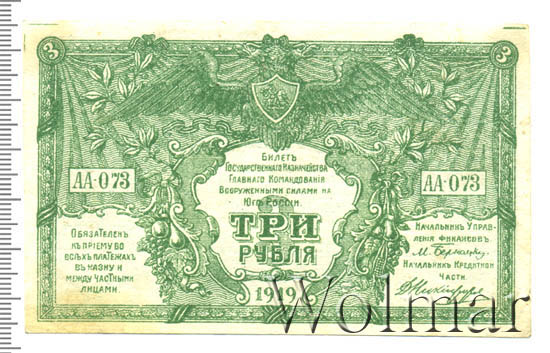 3
3
Билетъ
Государственнаго Казначейства
Главнаго Командованія
Вооруженными силами на
Югѣ Россіи.
АА-073
АА-073
ТРИ
РУБЛЯ
1919 г.
Обязателенъ
къ пріему во
всѣхъ платежахъ
въ казну и
между частными
лицами.
Начальникъ Управ-
ленія финансовъ
Начальникъ Кредитной
Части
Wolmar